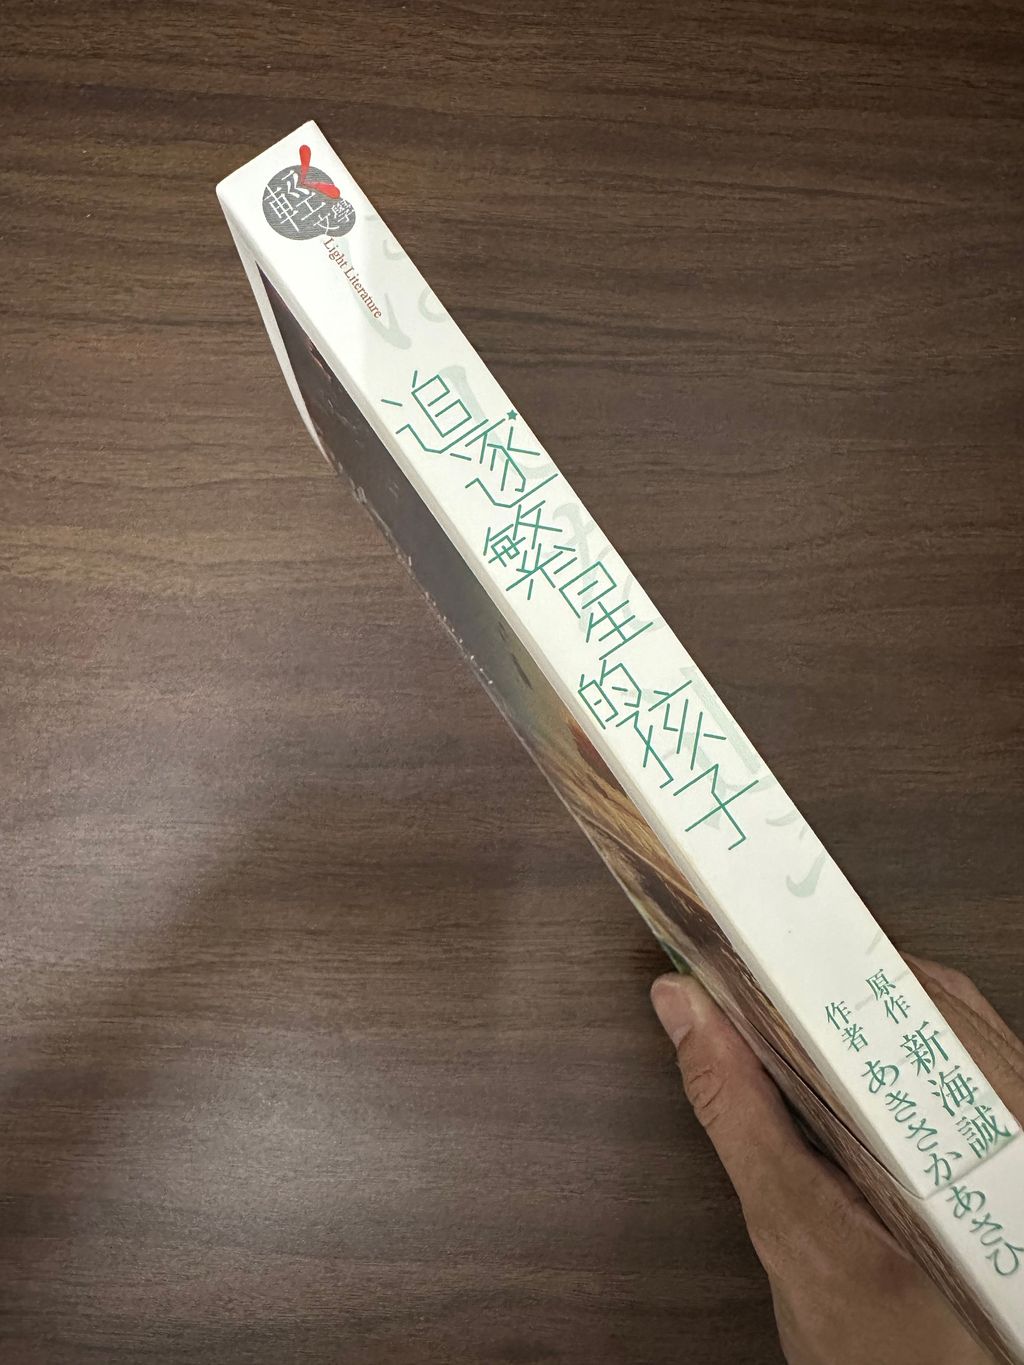 輕文學
Light Literature
追逐繁星的孩子
原作 新海誠
作者 あきさかあさひ